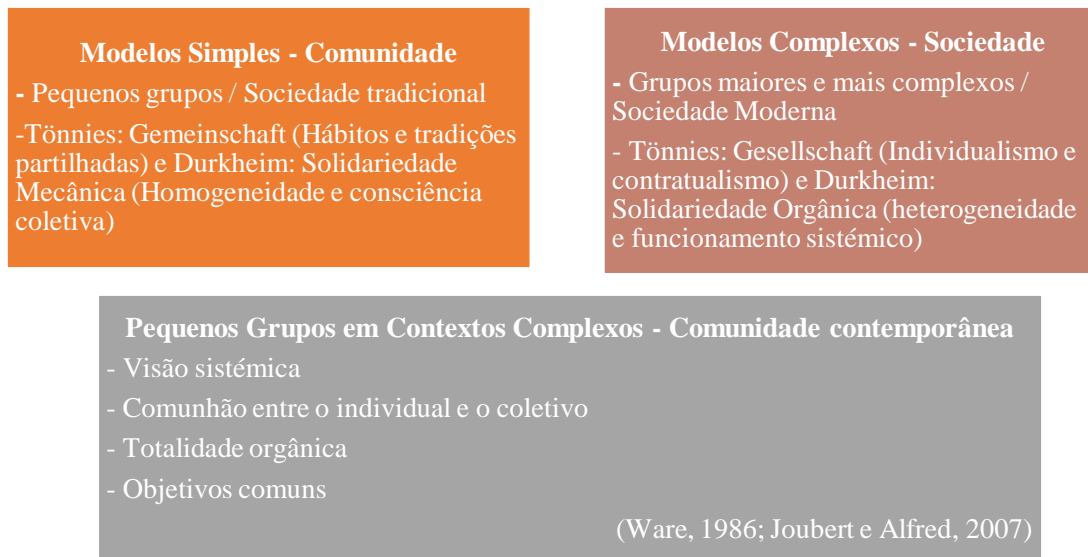 Modelos Simples - Comunidade
- Pequenos grupos / Sociedade tradicional
-Tönnies: Gemeinschaft (Hábitos e tradições
partilhadas) e Durkheim: Solidariedade
Mecânica (Homogeneidade e consciência
coletiva)
Modelos Complexos - Sociedade
- Grupos maiores e mais complexos /
Sociedade Moderna
- Tönnies: Gesellschaft (Individualismo e
contratualismo) e Durkheim:
Solidariedade Orgânica (heterogeneidade
e funcionamento sistémico)
Pequenos Grupos em Contextos Complexos - Comunidade contemporânea
- Visão sistémica
- Comunhão entre o individual e o coletivo
- Totalidade orgânica
- Objetivos comuns
(Ware, 1986; Joubert e Alfred, 2007)